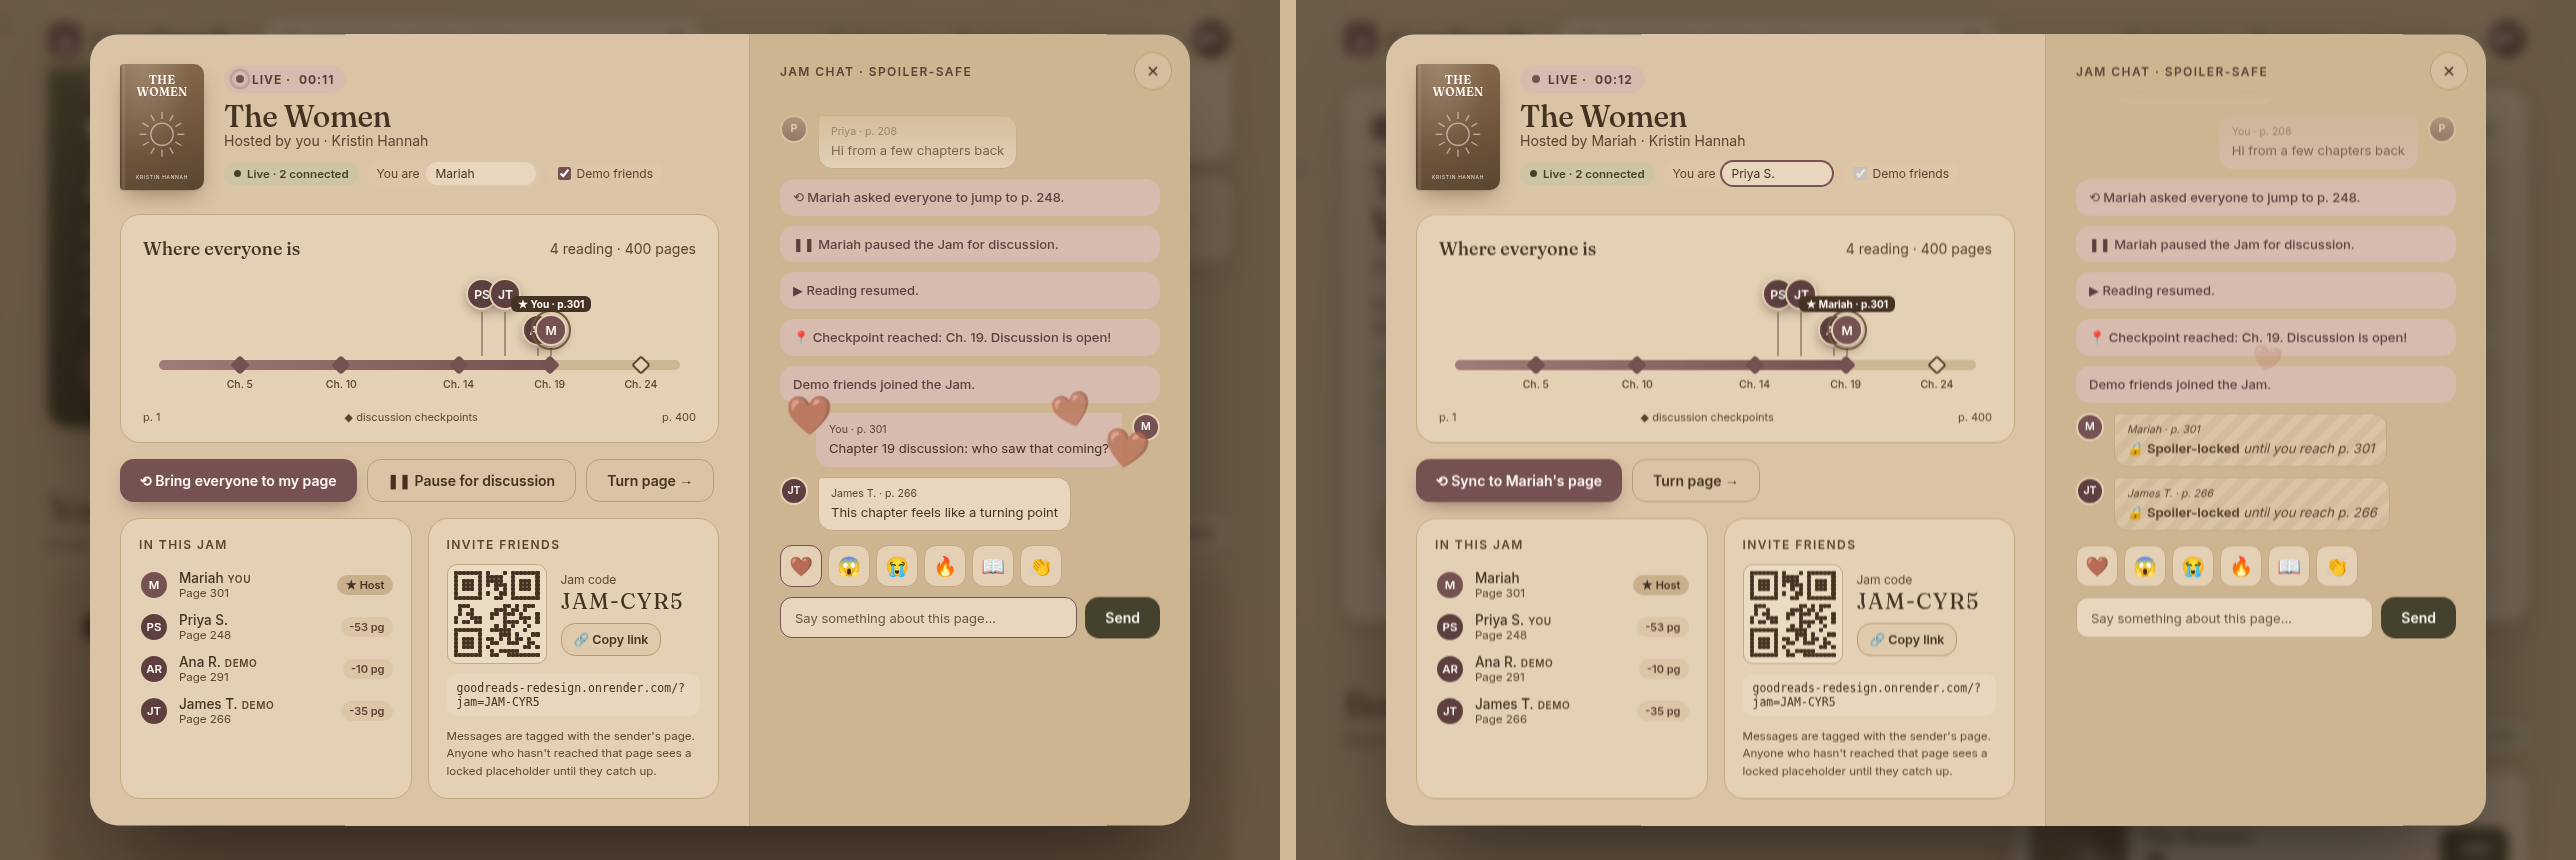 THE
WOMEN
KRISTIN HANNAH
LIVE · 00:11
The Women
Hosted by you · Kristin Hannah
Live · 2 connected
You are Mariah
Demo friends
Where everyone is
4 reading · 400 pages
PS JT
★ You · p.301
M
Ch. 5 Ch. 10 Ch. 14 Ch. 19 Ch. 24
p. 1
◆ discussion checkpoints
p. 400
⟲ Bring everyone to my page
❚❚ Pause for discussion
Turn page →
IN THIS JAM
M Mariah YOU
Page 301
★ Host
PS Priya S. YOU
Page 248
-53 pg
AR Ana R. DEMO
Page 291
-10 pg
JT James T. DEMO
Page 266
-35 pg
INVITE FRIENDS
Jam code
JAM-CYR5
🔗 Copy link
goodreads-redesign.onrender.com/?
jam=JAM-CYR5
Messages are tagged with the sender's page.
Anyone who hasn't reached that page sees a
locked placeholder until they catch up.
JAM CHAT · SPOILER-SAFE
×
P
Priya · p. 208
Hi from a few chapters back
⟲ Mariah asked everyone to jump to p. 248.
❚❚ Mariah paused the Jam for discussion.
▶ Reading resumed.
📍 Checkpoint reached: Ch. 19. Discussion is open!
Demo friends joined the Jam.
You · p. 301
Chapter 19 discussion: who saw that coming?
M
JT
James T. · p. 266
This chapter feels like a turning point
Say something about this page...
Send
THE
WOMEN
KRISTIN HANNAH
LIVE · 00:12
The Women
Hosted by Mariah · Kristin Hannah
Live · 2 connected
You are Priya S.
Demo friends
Where everyone is
4 reading · 400 pages
PS JT
★ Mariah · p.301
M
Ch. 5 Ch. 10 Ch. 14 Ch. 19 Ch. 24
p. 1
◆ discussion checkpoints
p. 400
⟲ Sync to Mariah's page
Turn page →
IN THIS JAM
M Mariah
Page 301
★ Host
PS Priya S. YOU
Page 248
-53 pg
AR Ana R. DEMO
Page 291
-10 pg
JT James T. DEMO
Page 266
-35 pg
INVITE FRIENDS
Jam code
JAM-CYR5
🔗 Copy link
goodreads-redesign.onrender.com/?
jam=JAM-CYR5
Messages are tagged with the sender's page.
Anyone who hasn't reached that page sees a
locked placeholder until they catch up.
JAM CHAT · SPOILER-SAFE
×
You · p. 208
Hi from a few chapters back
P
⟲ Mariah asked everyone to jump to p. 248.
❚❚ Mariah paused the Jam for discussion.
▶ Reading resumed.
📍 Checkpoint reached: Ch. 19. Discussion is open!
Demo friends joined the Jam.
M
Mariah · p. 301
🔒 Spoiler-locked until you reach p. 301
JT
James T. · p. 266
🔒 Spoiler-locked until you reach p. 266
Say something about this page...
Send